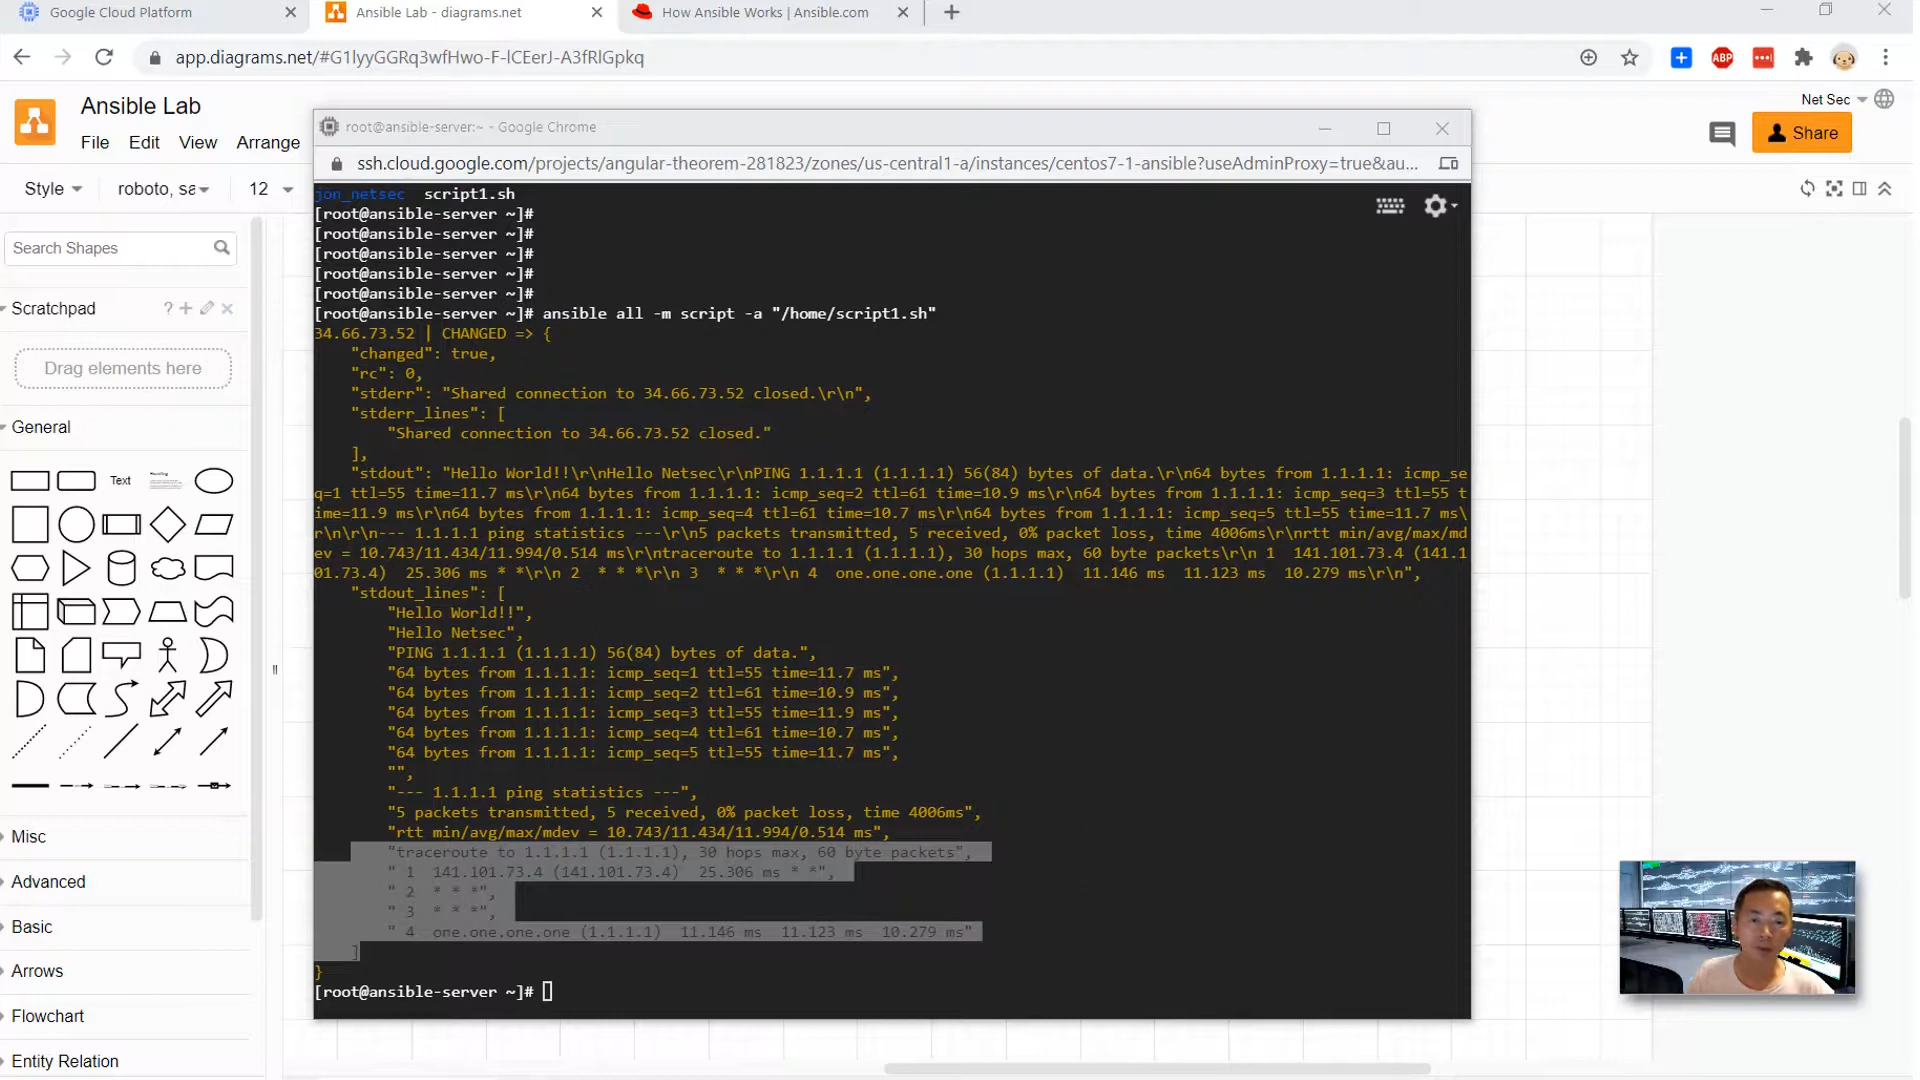 Google Cloud Platform
Ansible Lab - diagrams.net
How Ansible Works | Ansible.com
app.diagrams.net/#G1lyyGGRq3wfHwo-F-lCEerJ-A3fRlGpkq
ABP
Ansible Lab
Net Sec
File Edit View Arrange
Share
root@ansible-server:~ - Google Chrome
ssh.cloud.google.com/projects/angular-theorem-281823/zones/us-central1-a/instances/centos7-1-ansible?useAdminProxy=true&au...
Style roboto, sa 12
Search Shapes
Scratchpad
?
Drag elements here
General
Text
Heading
Misc
Advanced
Basic
Arrows
Flowchart
Entity Relation
jon_netsec script1.sh
[root@ansible-server ~]#
[root@ansible-server ~]#
[root@ansible-server ~]#
[root@ansible-server ~]#
[root@ansible-server ~]#
[root@ansible-server ~]# ansible all -m script -a "/home/script1.sh"
34.66.73.52 | CHANGED => {
"changed": true,
"rc": 0,
"stderr": "Shared connection to 34.66.73.52 closed.\r\n",
"stderr_lines": [
"Shared connection to 34.66.73.52 closed."
],
"stdout": "Hello World!!\r\nHello Netsec\r\nPING 1.1.1.1 (1.1.1.1) 56(84) bytes of data.\r\n64 bytes from 1.1.1.1: icmp_se
q=1 ttl=55 time=11.7 ms\r\n64 bytes from 1.1.1.1: icmp_seq=2 ttl=61 time=10.9 ms\r\n64 bytes from 1.1.1.1: icmp_seq=3 ttl=55 t
ime=11.9 ms\r\n64 bytes from 1.1.1.1: icmp_seq=4 ttl=61 time=10.7 ms\r\n64 bytes from 1.1.1.1: icmp_seq=5 ttl=55 time=11.7 ms\
r\n\r\n--- 1.1.1.1 ping statistics ---\r\n5 packets transmitted, 5 received, 0% packet loss, time 4006ms\r\nrtt min/avg/max/md
ev = 10.743/11.434/11.994/0.514 ms\r\ntraceroute to 1.1.1.1 (1.1.1.1), 30 hops max, 60 byte packets\r\n 1  141.101.73.4 (141.1
01.73.4)  25.306 ms * *\r\n 2  * * *\r\n 3  * * *\r\n 4  one.one.one.one (1.1.1.1)  11.146 ms  11.123 ms  10.279 ms\r\n",
"stdout_lines": [
"Hello World!!",
"Hello Netsec",
"PING 1.1.1.1 (1.1.1.1) 56(84) bytes of data.",
"64 bytes from 1.1.1.1: icmp_seq=1 ttl=55 time=11.7 ms",
"64 bytes from 1.1.1.1: icmp_seq=2 ttl=61 time=10.9 ms",
"64 bytes from 1.1.1.1: icmp_seq=3 ttl=55 time=11.9 ms",
"64 bytes from 1.1.1.1: icmp_seq=4 ttl=61 time=10.7 ms",
"64 bytes from 1.1.1.1: icmp_seq=5 ttl=55 time=11.7 ms",
"",
"--- 1.1.1.1 ping statistics ---",
"5 packets transmitted, 5 received, 0% packet loss, time 4006ms",
"rtt min/avg/max/mdev = 10.743/11.434/11.994/0.514 ms",
"traceroute to 1.1.1.1 (1.1.1.1), 30 hops max, 60 byte packets",
" 1  141.101.73.4 (141.101.73.4)  25.306 ms * *",
" 2  * * *",
" 3  * * *",
" 4  one.one.one.one (1.1.1.1)  11.146 ms  11.123 ms  10.279 ms"
]
}
[root@ansible-server ~]#